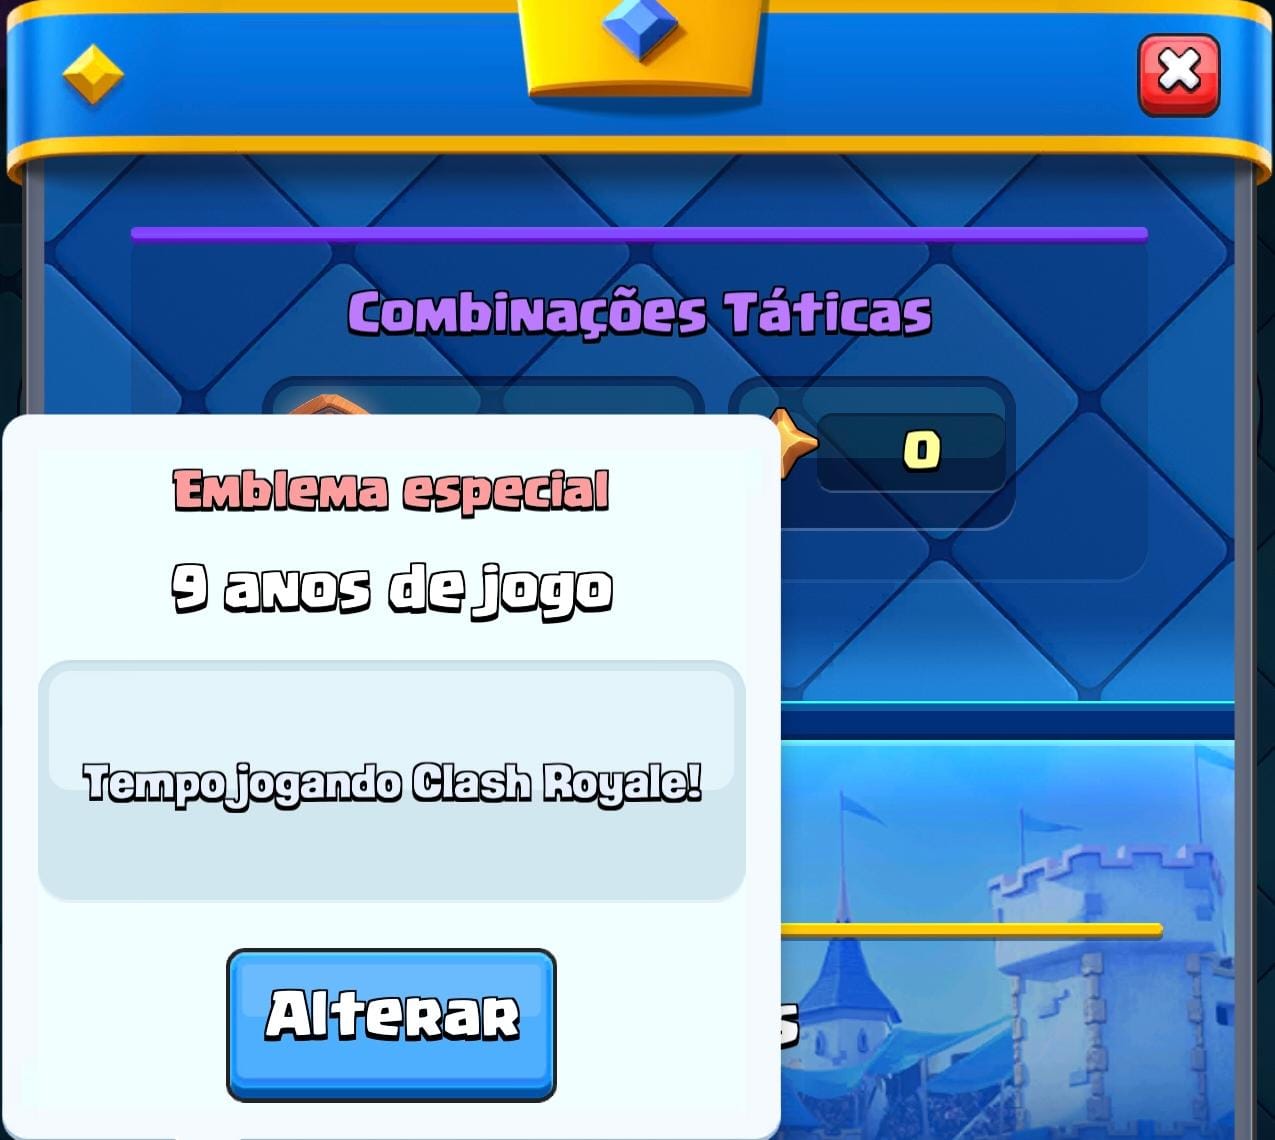 Combinações Táticas
0
Emblema especial
9 anos de jogo
Tempo jogando Clash Royale!
Alterar
s